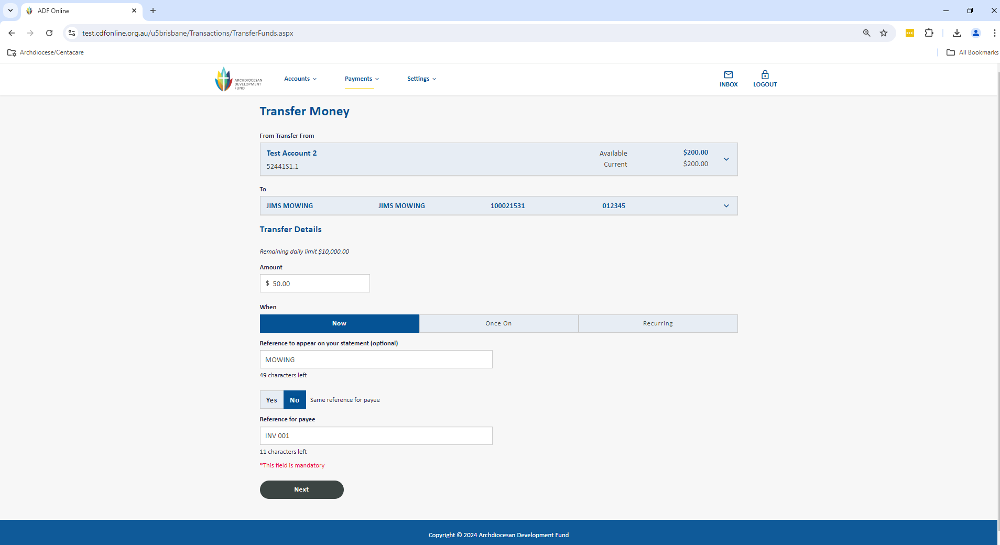 ADF Online
test.cdfonline.org.au/u5brisbane/Transactions/TransferFunds.aspx
Archdiocese/Centacare
All Bookmarks
ARCHDIOCESAN
DEVELOPMENT
FUND
Accounts
Payments
Settings
INBOX
LOGOUT
Transfer Money
From Transfer From
Test Account 2
Available
$200.00
52441S1.1
Current
$200.00
To
JIMS MOWING JIMS MOWING 100021531 012345
Transfer Details
Remaining daily limit $10,000.00
Amount
$ 50.00
When
Now
Once On
Recurring
Reference to appear on your statement (optional)
MOWING
49 characters left
Yes No Same reference for payee
Reference for payee
INV 001
11 characters left
*This field is mandatory
Next
Copyright © 2024 Archdiocesan Development Fund